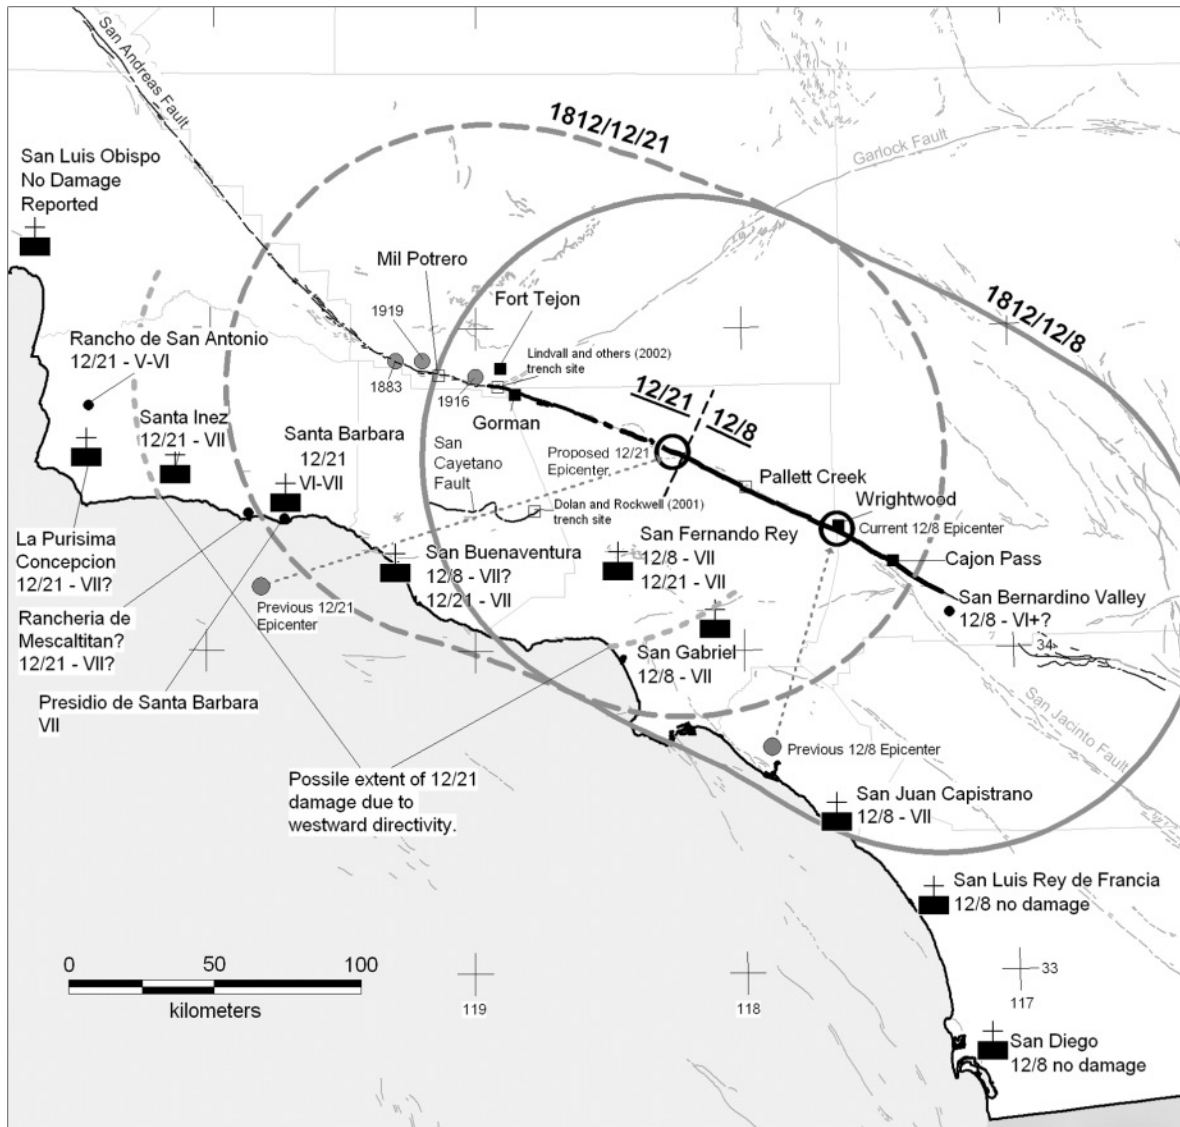 San Andreas Fault
1812/12/21
Garlock Fault
San Luis Obispo
No Damage
Reported
Mil Potrero
1812/12/8
Fort Tejon
1919
Rancho de San Antonio
12/21 - V-VI
Lindvall and others (2002)
trench site
1883
1916
12/21
12/8
Santa Inez
12/21 - VII
Santa Barbara
12/21
VI-VII
Gorman
San
Cayetano
Fault
Proposed 12/21
Epicenter
Pallett Creek
Wrightwood
Current 12/8 Epicenter
Dolan and Rockwell (2001)
trench site
La Purisima
Concepcion
12/21 - VII?
San Buenaventura
12/8 - VII?
12/21 - VII
San Fernando Rey
12/8 - VII
12/21 - VII
Cajon Pass
San Bernardino Valley
12/8 - VI+?
Previous 12/21
Epicenter
Rancheria de
Mescaltitan?
12/21 - VII?
San Gabriel
12/8 - VII
34
Presidio de Santa Barbara
VII
San Jacinto Fault
Previous 12/8 Epicenter
Possile extent of 12/21
damage due to
westward directivity.
San Juan Capistrano
12/8 - VII
San Luis Rey de Francia
12/8 no damage
0 50 100
kilometers
33
119
118
117
San Diego
12/8 no damage